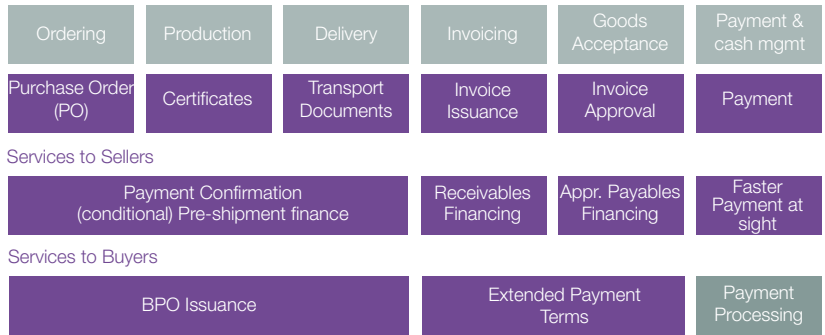 Ordering
Production
Delivery
Invoicing
Goods
Acceptance
Payment &
cash mgmt
Purchase Order
(PO)
Certificates
Transport
Documents
Invoice
Issuance
Invoice
Approval
Payment
Services to Sellers
Payment Confirmation
(conditional) Pre-shipment finance
Receivables
Financing
Appr. Payables
Financing
Faster
Payment at
sight
Services to Buyers
BPO Issuance
Extended Payment
Terms
Payment
Processing